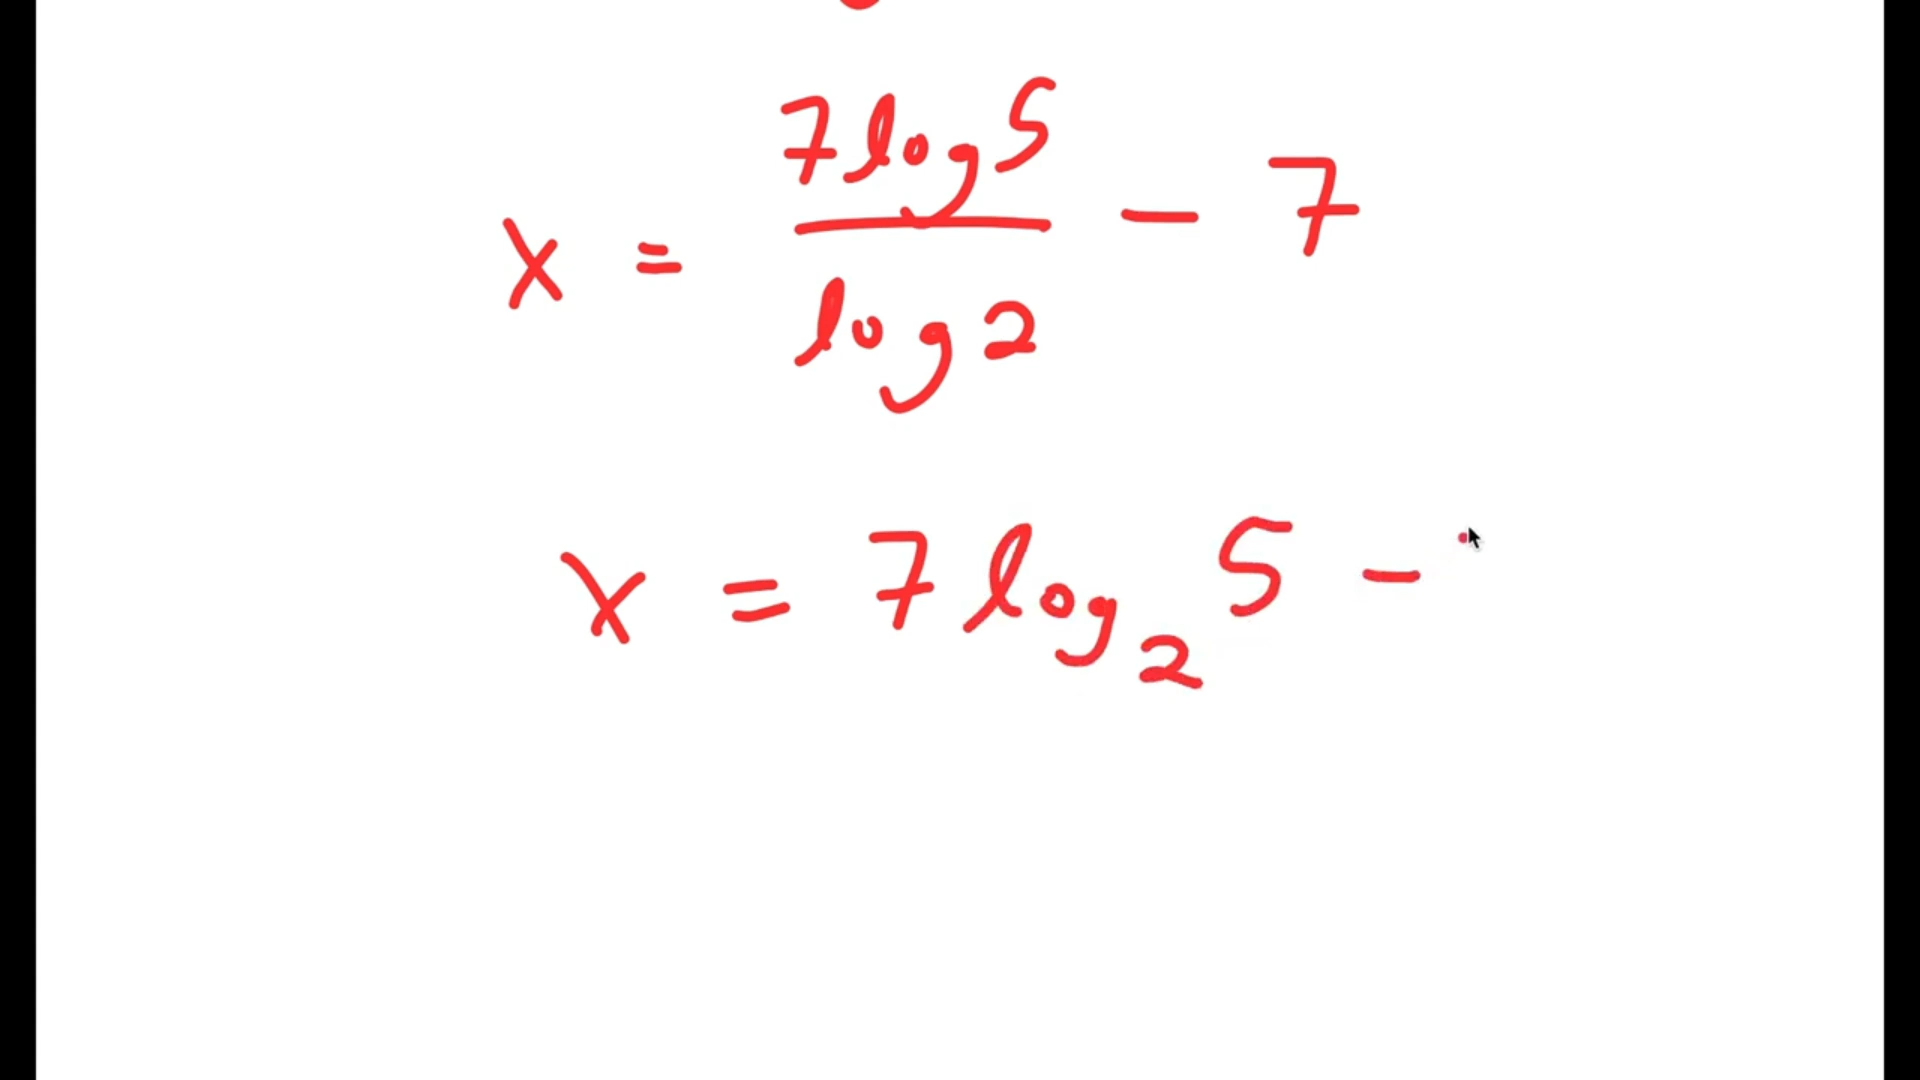 x = 7log5/log2 - 7
x = 7log₂5 -